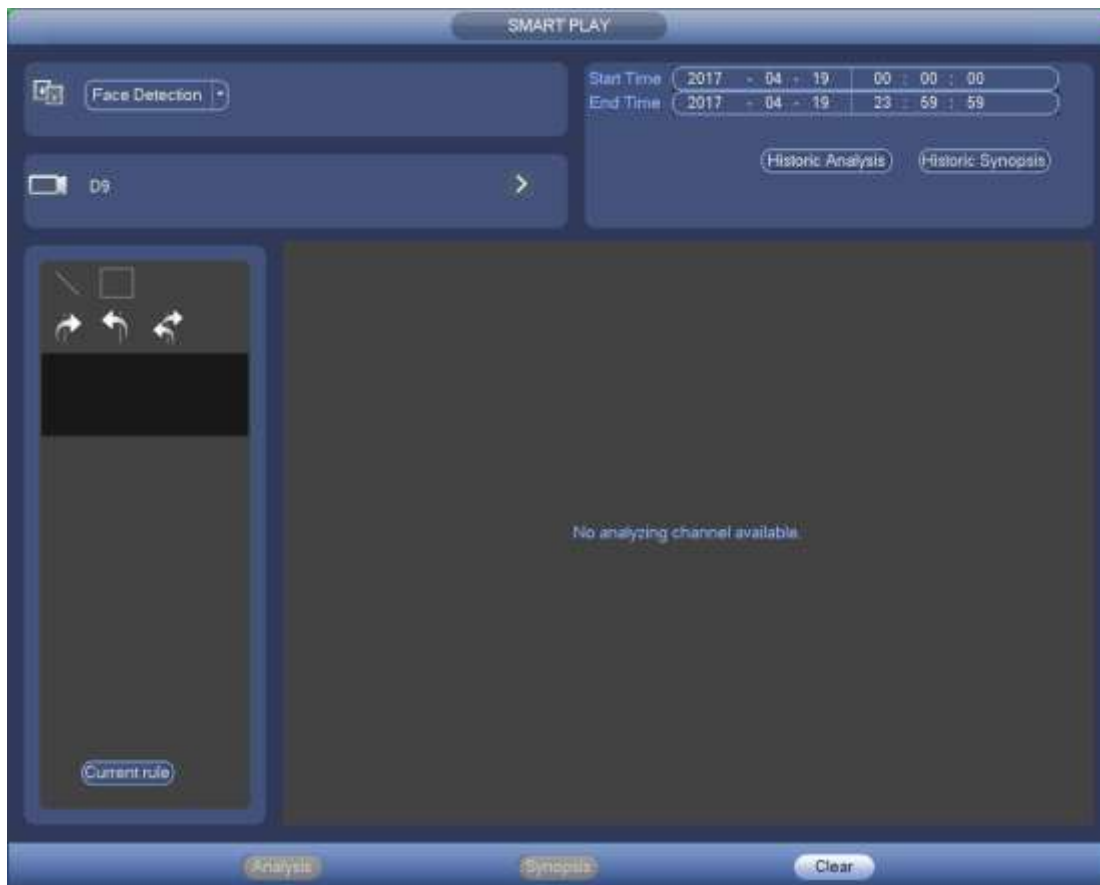 SMART PLAY
Face Detection
Start Time 2017 - 04 - 19 00 : 00 : 00
End Time 2017 - 04 - 19 23 : 59 : 59
Historic Analysis Historic Synopsis
D9
No analyzing channel available.
Current rule
Analysis Synopsis Clear